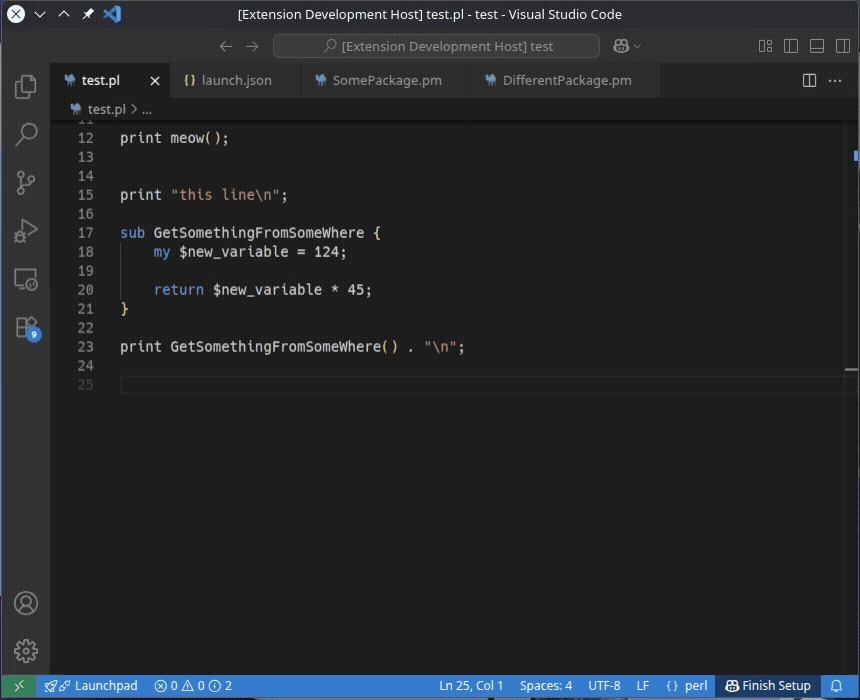 [Extension Development Host] test.pl - test - Visual Studio Code
[Extension Development Host] test
test.pl
launch.json
SomePackage.pm
DifferentPackage.pm
test.pl > ...
11
12 print meow();
13
14
15 print "this line\n";
16
17 sub GetSomethingFromSomeWhere {
18     my $new_variable = 124;
19
20     return $new_variable * 45;
21 }
22
23 print GetSomethingFromSomeWhere() . "\n";
24
25
9
Launchpad 0 0 2 Ln 25, Col 1 Spaces: 4 UTF-8 LF {} perl Finish Setup